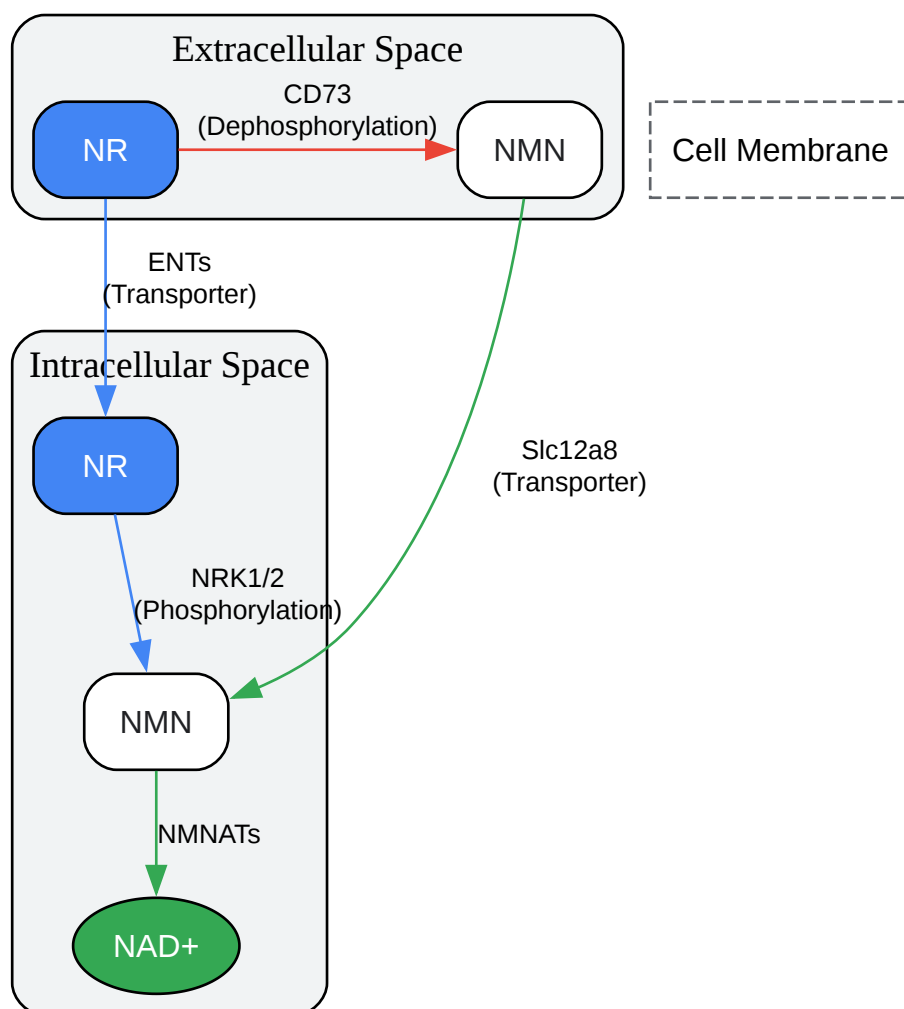 Extracellular Space
CD73
(Dephosphorylation)
NR
NMN
Cell Membrane
ENTs
(Transporter)
Intracellular Space
NR
Slc12a8
(Transporter)
NRK1/2
(Phosphorylation)
NMN
NMNATs
NAD+